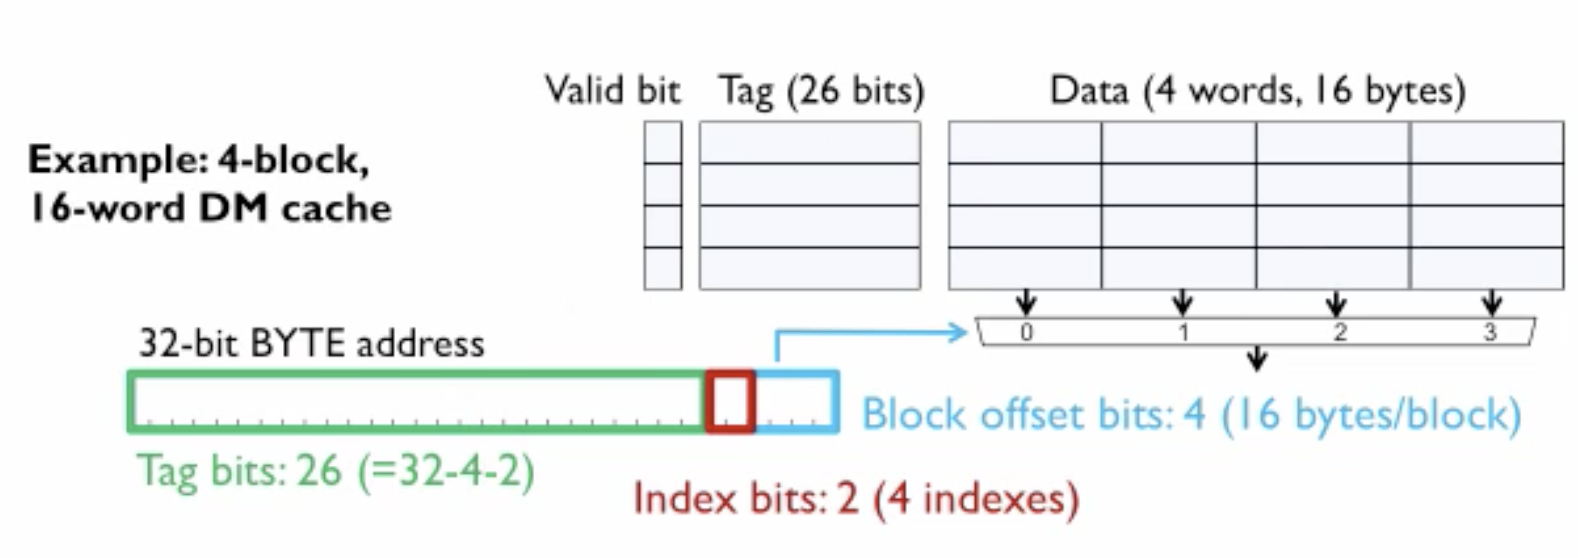 Valid bit Tag (26 bits) Data (4 words, 16 bytes)
Example: 4-block,
16-word DM cache
0 1 2 3
32-bit BYTE address
Block offset bits: 4 (16 bytes/block)
Tag bits: 26 (=32-4-2)
Index bits: 2 (4 indexes)